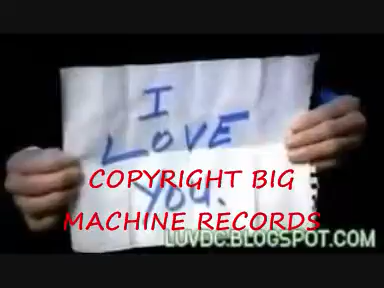 I
LOVE
YOU.
COPYRIGHT BIG
MACHINE RECORDS
LUVDC.BLOGSPOT.COM